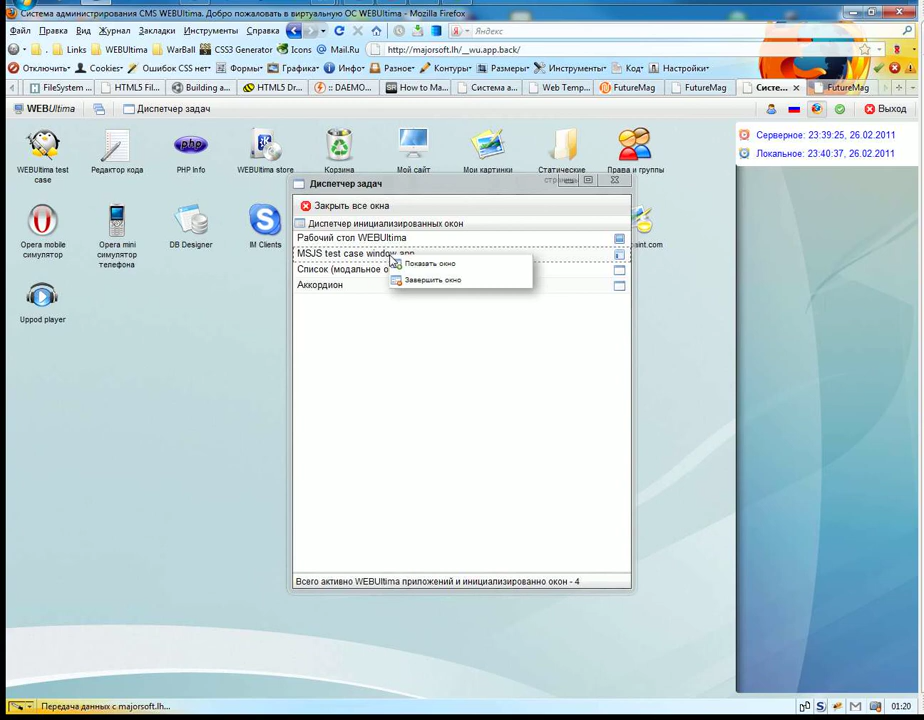 Система администрирования CMS WEBUltima. Добро пожаловать в виртуальную ОС WEBUltima - Mozilla Firefox
Файл Правка Вид Журнал Закладки Инструменты Справка
http://majorsoft.lh/__wu.app.back/
Яндекс
Links WEBUltima WarBall CSS3 Generator Icons Mail.Ru
Отключить Cookies Ошибок CSS нет Формы Графика Инфо Разное Контуры Размеры Инструменты Код Настройки
FileSystem ... HTML5 Fil... Building a... HTML5 Dr... :: DAEMO... How to Ma... Система а... Web Temp... FutureMag FutureMag Систе... FutureMag
WEBUltima Диспетчер задач Выход
Серверное: 23:39:25, 26.02.2011
Локальное: 23:40:37, 26.02.2011
WEBUltima test case
Редактор кода
PHP Info
WEBUltima store
Корзина
Мой сайт
Мои картинки
Статические
Права и группы
Opera mobile симулятор
Opera mini симулятор телефона
DB Designer
IM Clients
Uppod player
Диспетчер задач
Закрыть все окна
Диспетчер инициализированных окон
Рабочий стол WEBUltima
MSJS test case window app
Список (модальное
Аккордион
Показать окно
Завершить окно
Всего активно WEBUltima приложений и инициализированно окон - 4
Передача данных с majorsoft.lh...
01:20